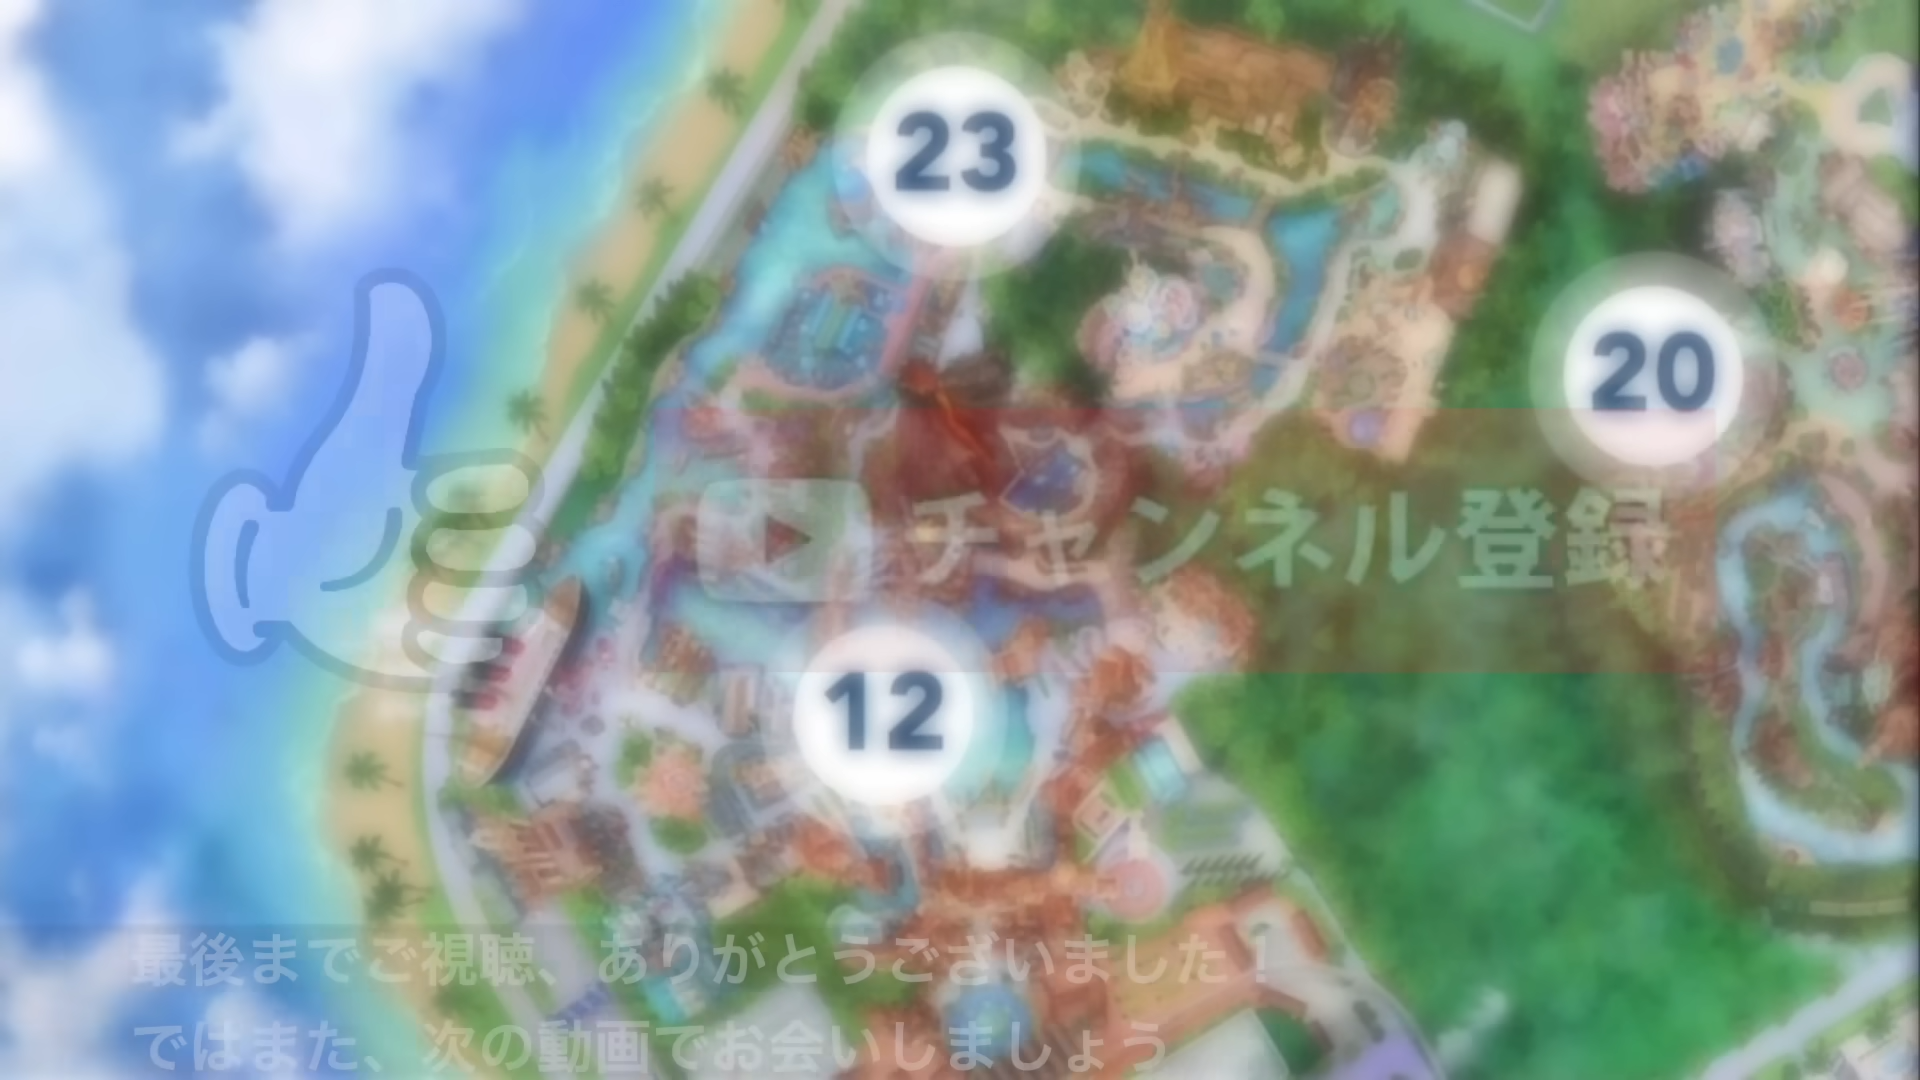 23
20
チャンネル登録
12
最後までご視聴、ありがとうございました！
ではまた、次の動画でお会いしましょう